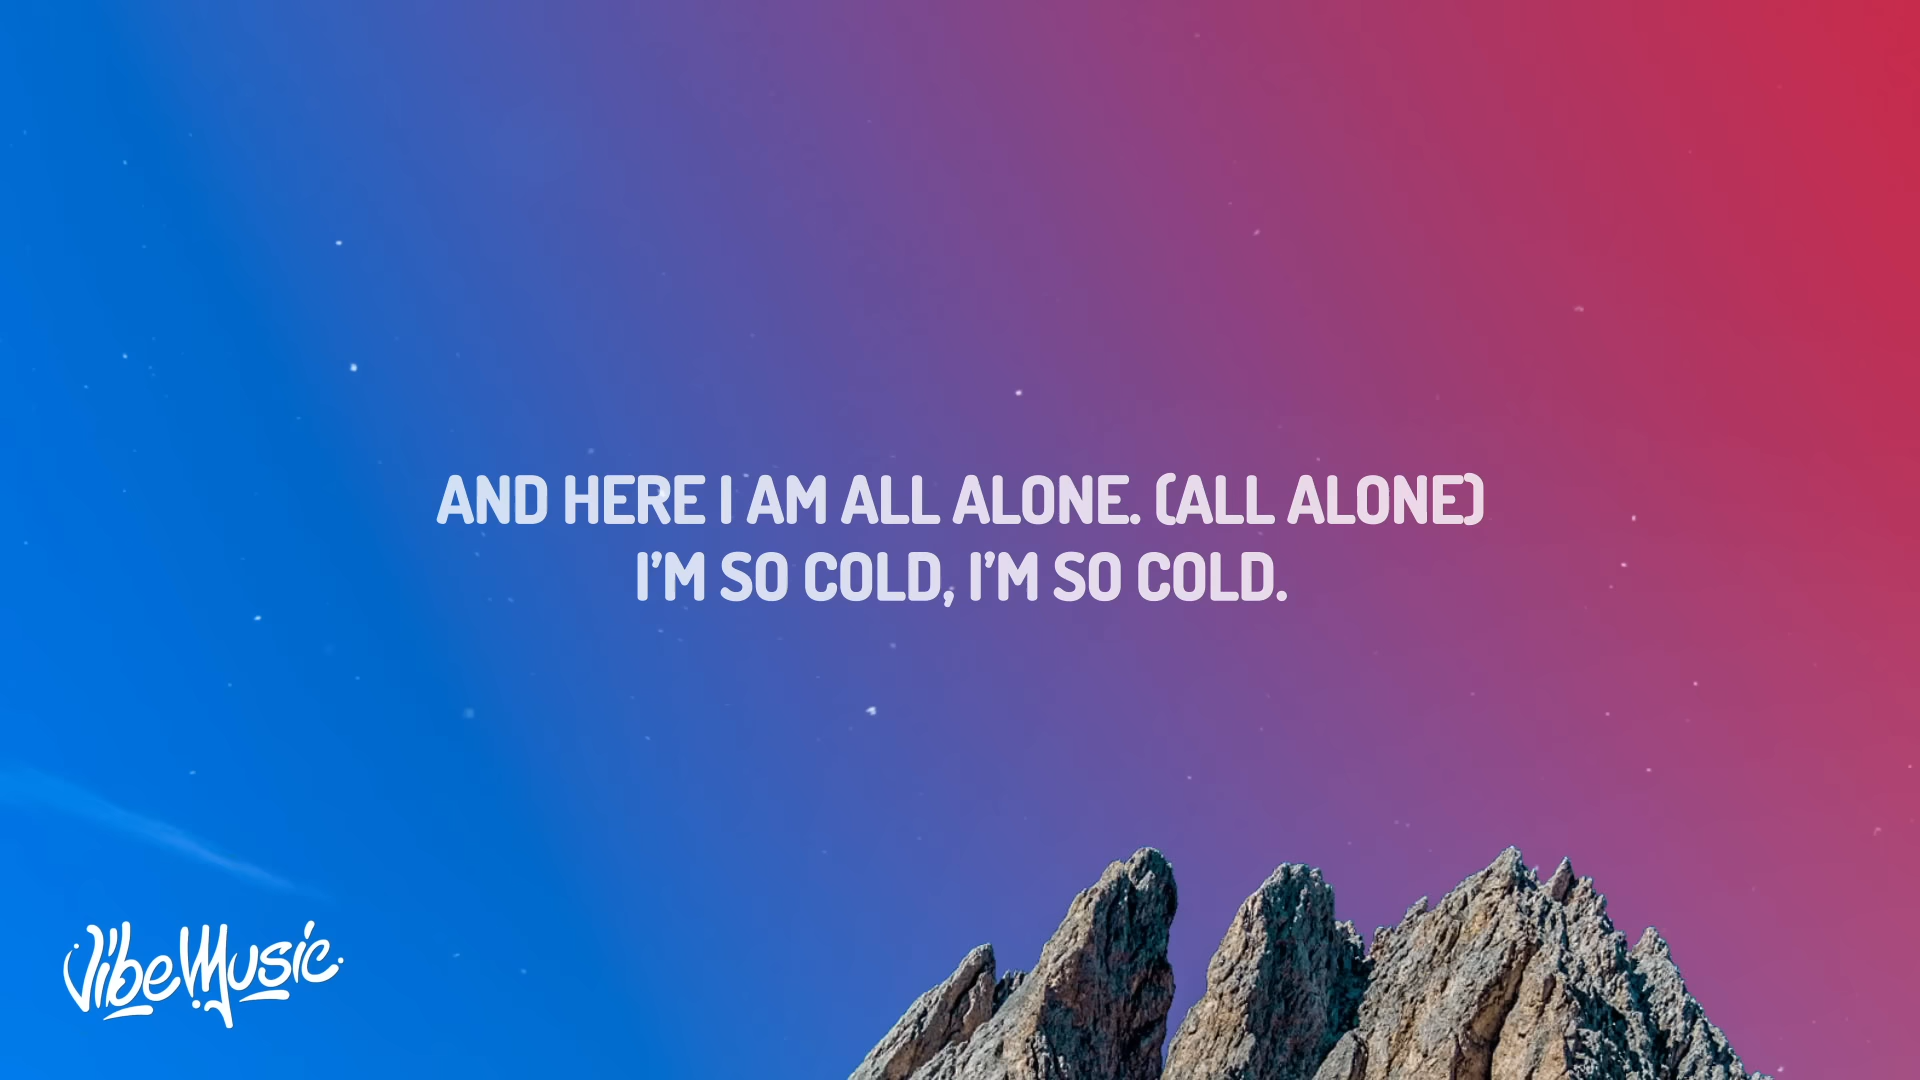 AND HERE I AM ALL ALONE. (ALL ALONE)
I'M SO COLD, I'M SO COLD.
VibeMusic